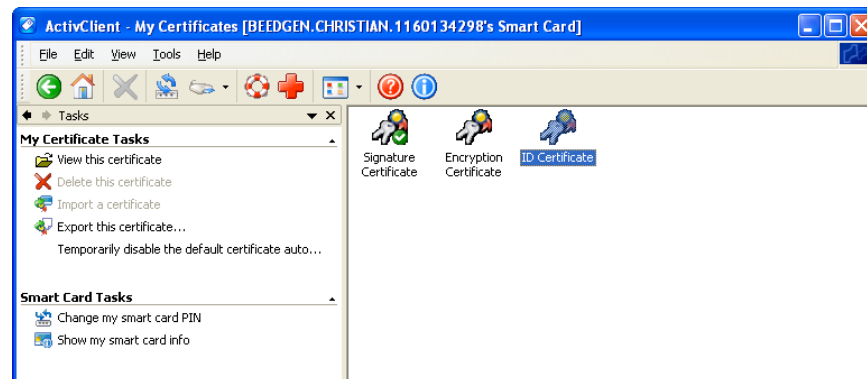 ActivClient - My Certificates [BEEDGEN.CHRISTIAN.1160134298's Smart Card]
File Edit View Tools Help
Tasks
My Certificate Tasks
View this certificate
Delete this certificate
Import a certificate
Export this certificate...
Temporarily disable the default certificate auto...
Smart Card Tasks
Change my smart card PIN
Show my smart card info
Signature Certificate
Encryption Certificate
ID Certificate